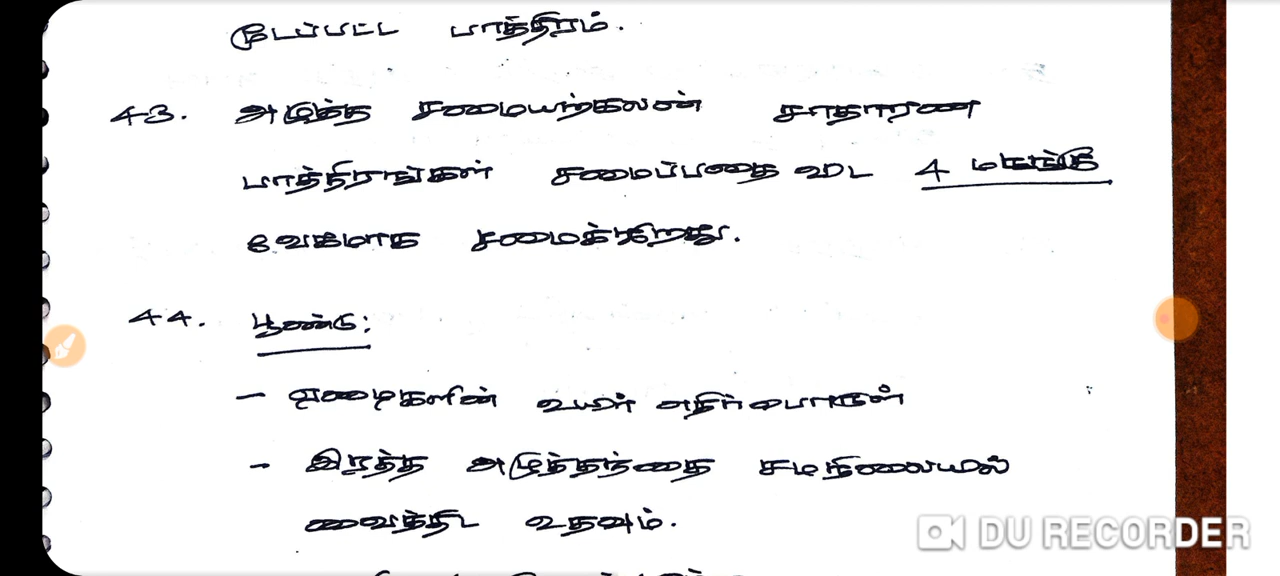 மூடப்பட்ட பாத்திரம்.
43. அழுத்த சமையற்கலன் சாதாரண
பாத்திரங்கள் சமைப்பதை விட 4 மடங்கு
வேகமாக சமைக்கிறது.
44. பூண்டு:
- ஏழைகளின் உயிர் எதிர்பொருள்
- இரத்த அழுத்தத்தை சமநிலையில்
வைத்திட உதவும்.
DU RECORDER